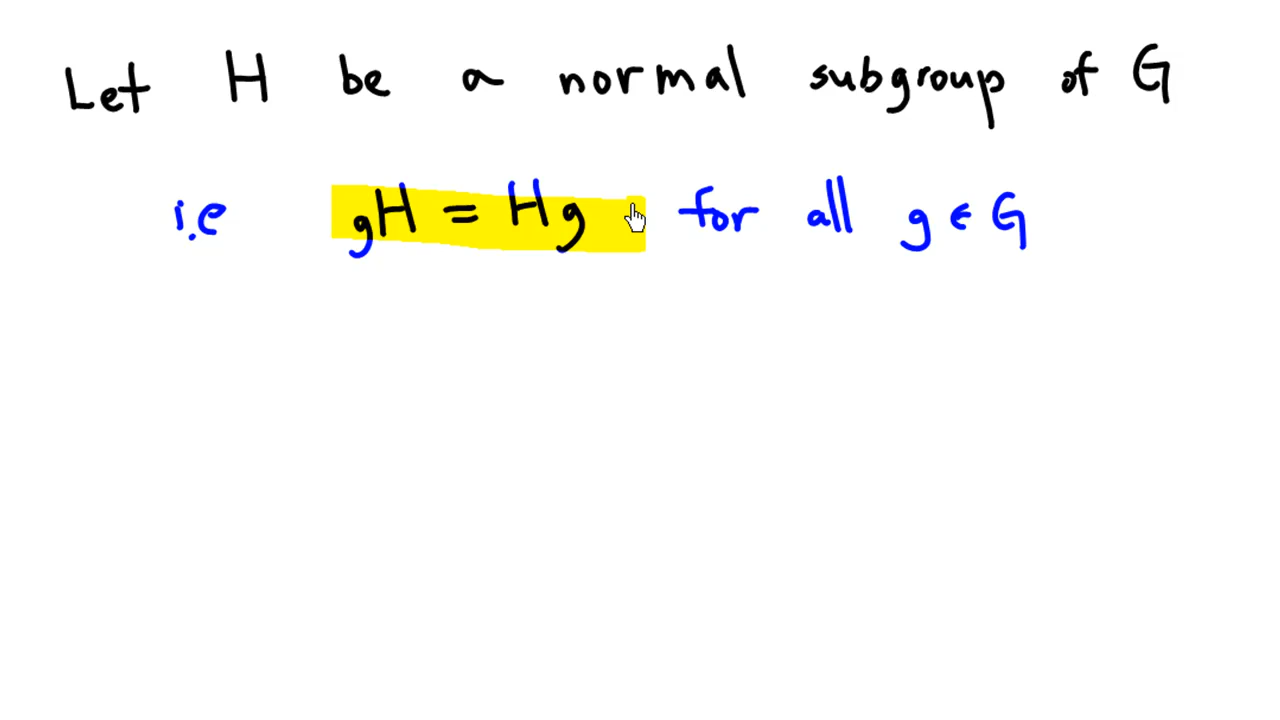 Let H be a normal subgroup of G
i.e gH = Hg for all g ∈ G